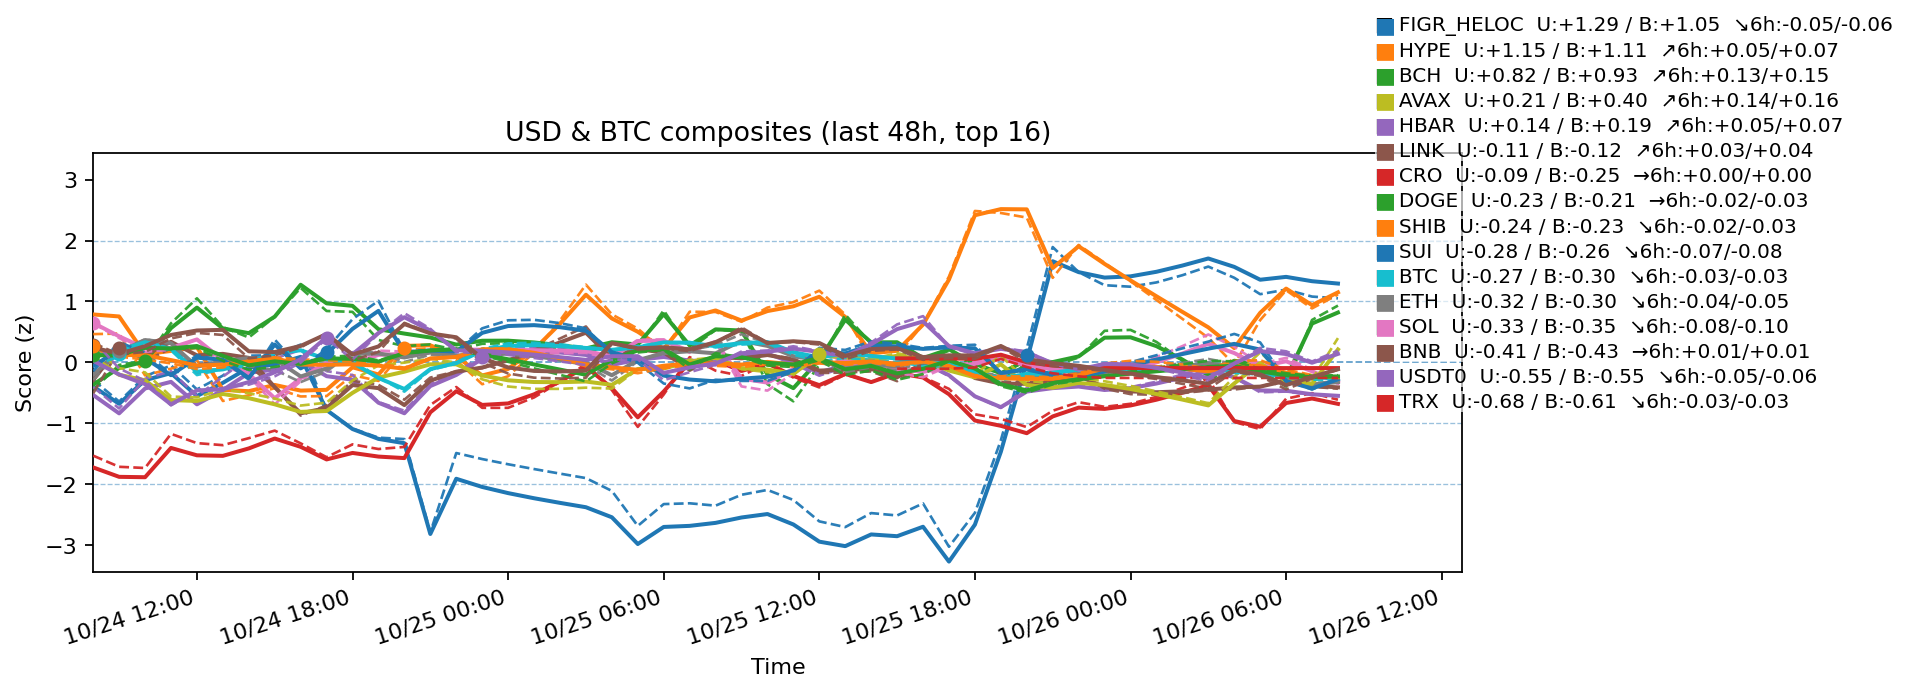 FIGR_HELOC U:+1.29 / B:+1.05 ↘6h:-0.05/-0.06
HYPE U:+1.15 / B:+1.11 ↗6h:+0.05/+0.07
BCH U:+0.82 / B:+0.93 ↗6h:+0.13/+0.15
AVAX U:+0.21 / B:+0.40 ↗6h:+0.14/+0.16
HBAR U:+0.14 / B:+0.19 ↗6h:+0.05/+0.07
LINK U:-0.11 / B:-0.12 ↗6h:+0.03/+0.04
CRO U:-0.09 / B:-0.25 →6h:+0.00/+0.00
DOGE U:-0.23 / B:-0.21 →6h:-0.02/-0.03
SHIB U:-0.24 / B:-0.23 ↘6h:-0.02/-0.03
SUI U:-0.28 / B:-0.26 ↘6h:-0.07/-0.08
BTC U:-0.27 / B:-0.30 ↘6h:-0.03/-0.03
ETH U:-0.32 / B:-0.30 ↘6h:-0.04/-0.05
SOL U:-0.33 / B:-0.35 ↘6h:-0.08/-0.10
BNB U:-0.41 / B:-0.43 →6h:+0.01/+0.01
USDT0 U:-0.55 / B:-0.55 ↘6h:-0.05/-0.06
TRX U:-0.68 / B:-0.61 ↘6h:-0.03/-0.03
USD & BTC composites (last 48h, top 16)
Score (z)
3
2
1
0
−1
−2
−3
10/24 12:00
10/24 18:00
10/25 00:00
10/25 06:00
10/25 12:00
10/25 18:00
10/26 00:00
10/26 06:00
10/26 12:00
Time